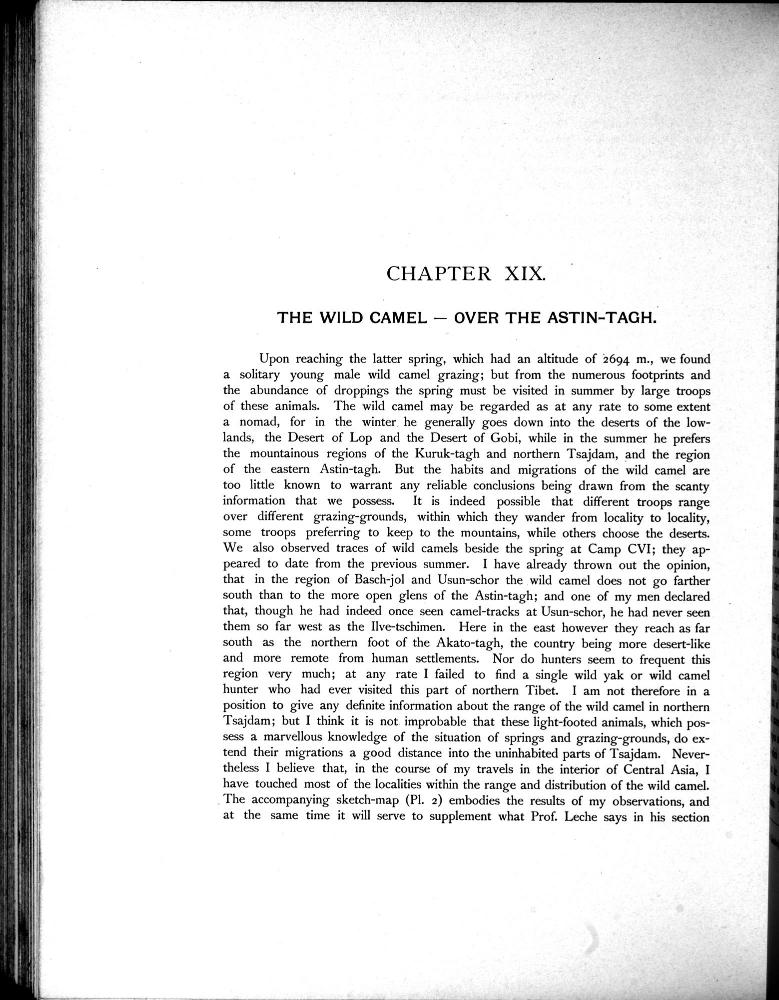 CHAPTER XIX.
THE WILD CAMEL — OVER THE ASTIN-TAGH.
Upon reaching the latter spring, which had an altitude of 2694 m., we found
a solitary young male wild camel grazing; but from the numerous footprints and
the abundance of droppings the spring must be visited in summer by large troops
of these animals. The wild camel may be regarded as at any rate to some extent
a nomad, for in the winter he generally goes down into the deserts of the low-
lands, the Desert of Lop and the Desert of Gobi, while in the summer he prefers
the mountainous regions of the Kuruk-tagh and northern Tsajdam, and the region
of the eastern Astin-tagh. But the habits and migrations of the wild camel are
too little known to warrant any reliable conclusions being drawn from the scanty
information that we possess. It is indeed possible that different troops range
over different grazing-grounds, within which they wander from locality to locality,
some troops preferring to keep to the mountains, while others choose the deserts.
We also observed traces of wild camels beside the spring at Camp CVI; they ap-
peared to date from the previous summer. I have already thrown out the opinion,
that in the region of Basch-jol and Usun-schor the wild camel does not go farther
south than to the more open glens of the Astin-tagh; and one of my men declared
that, though he had indeed once seen camel-tracks at Usun-schor, he had never seen
them so far west as the Ilve-tschimen. Here in the east however they reach as far
south as the northern foot of the Akato-tagh, the country being more desert-like
and more remote from human settlements. Nor do hunters seem to frequent this
region very much; at any rate I failed to find a single wild yak or wild camel
hunter who had ever visited this part of northern Tibet. I am not therefore in a
position to give any definite information about the range of the wild camel in northern
Tsajdam; but I think it is not improbable that these light-footed animals, which pos-
sess a marvellous knowledge of the situation of springs and grazing-grounds, do ex-
tend their migrations a good distance into the uninhabited parts of Tsajdam. Never-
theless I believe that, in the course of my travels in the interior of Central Asia, I
have touched most of the localities within the range and distribution of the wild camel.
The accompanying sketch-map (Pl. 2) embodies the results of my observations, and
at the same time it will serve to supplement what Prof. Leche says in his section